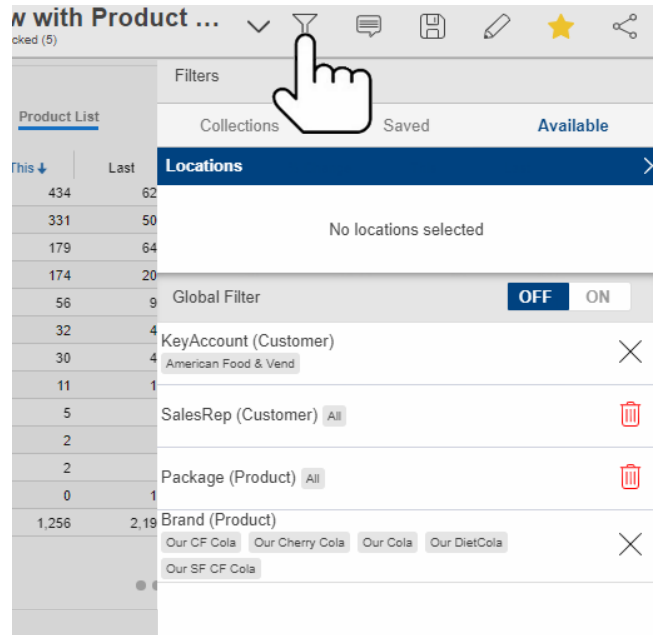 w with Product ...
cked (5)
Filters
Product List
Collections
Saved
Available
This
Last
Locations
434
62
331
50
No locations selected
179
64
174
20
Global Filter
OFF
ON
56
9
32
4
KeyAccount (Customer)
30
4
American Food & Vend
11
1
5
SalesRep (Customer) All
2
2
Package (Product) All
0
1
1,256
2,19
Brand (Product)
Our CF Cola Our Cherry Cola Our Cola Our DietCola
Our SF CF Cola